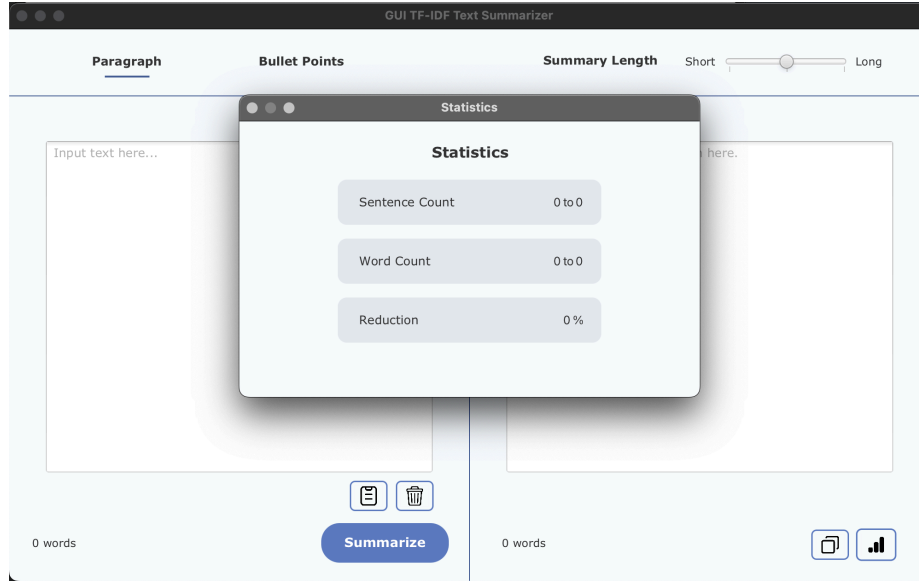 GUI TF-IDF Text Summarizer
Paragraph Bullet Points Summary Length Short Long
Statistics
Statistics
Input text here... here.
Sentence Count 0 to 0
Word Count 0 to 0
Reduction 0 %
0 words Summarize 0 words